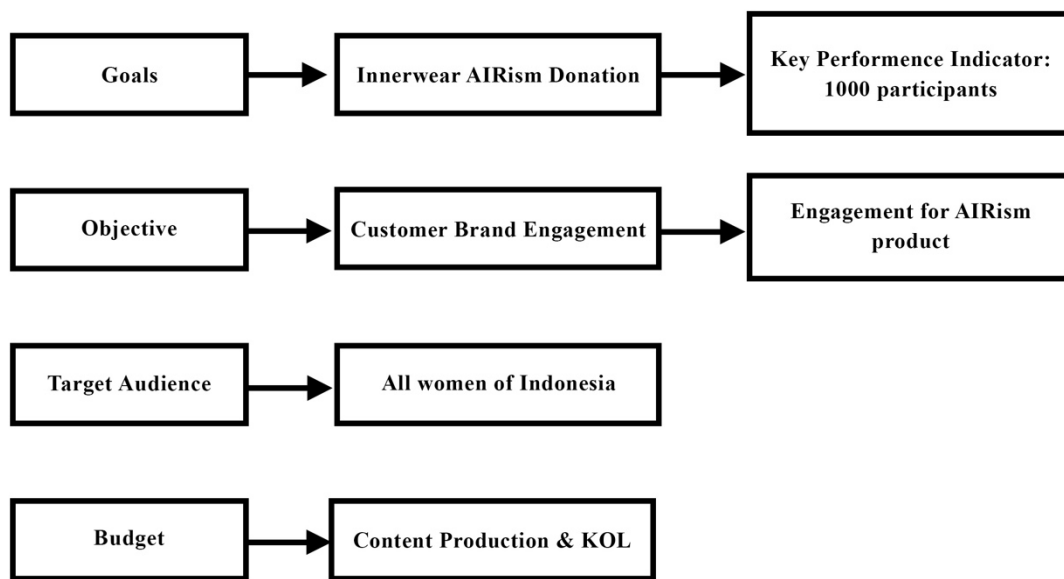 Goals
Innerwear AIRism Donation
Key Performence Indicator:
1000 participants
Objective
Customer Brand Engagement
Engagement for AIRism
product
Target Audience
All women of Indonesia
Budget
Content Production & KOL